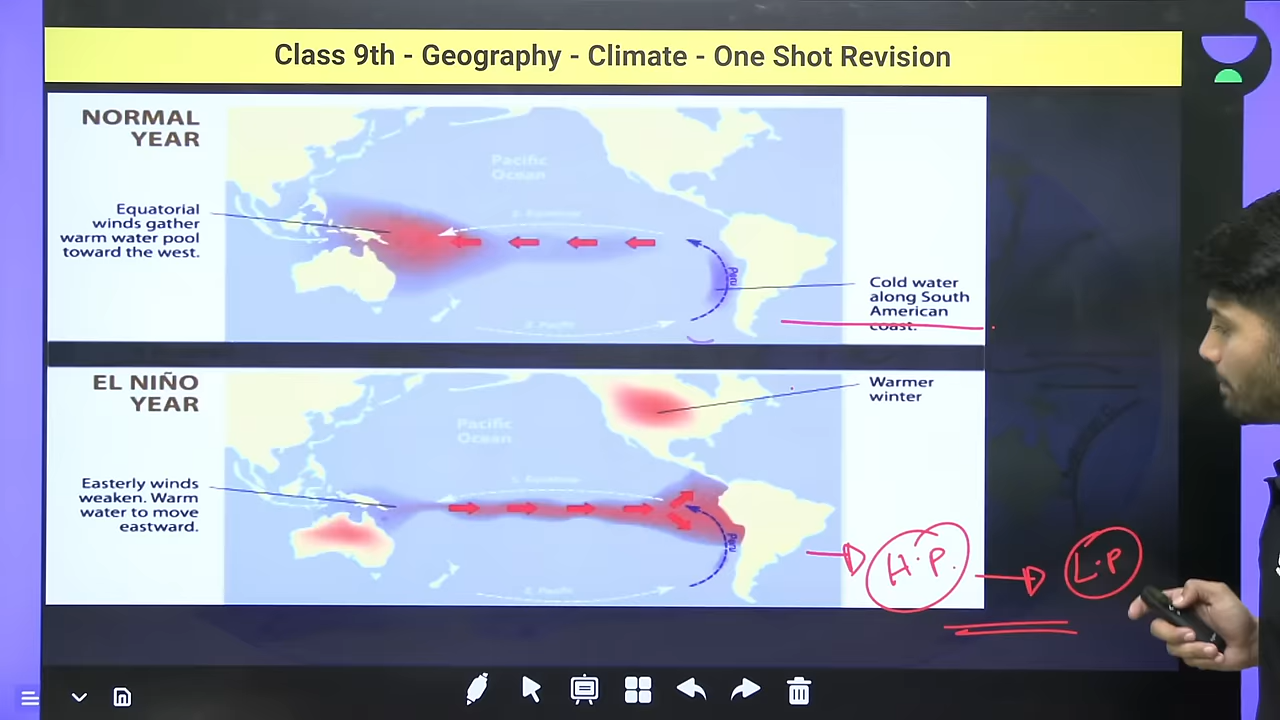 Class 9th - Geography - Climate - One Shot Revision
NORMAL
YEAR
Pacific
Ocean
Equatorial
winds gather
warm water pool
toward the west.
Peru
Cold water
along South
American
coast.
EL NIÑO
YEAR
Pacific
Ocean
Warmer
winter
Easterly winds
weaken. Warm
water to move
eastward.
Peru
H.P.
L.P